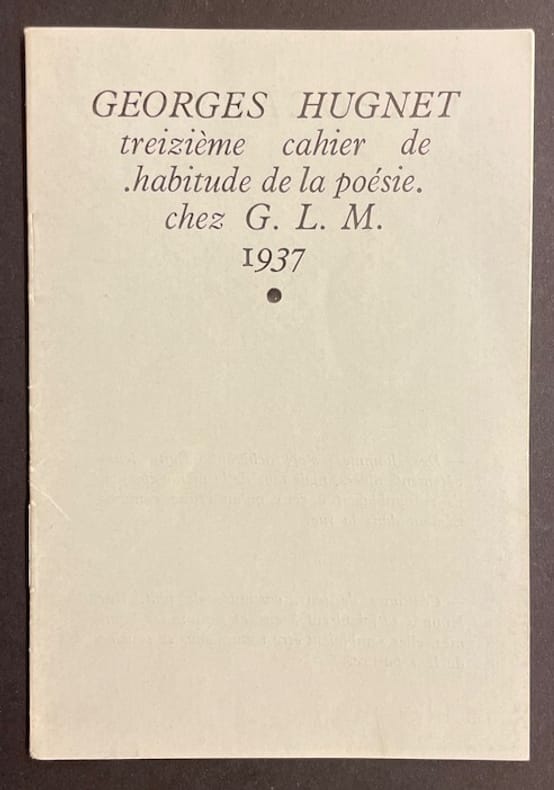 GEORGES HUGNET
treizième cahier de
.habitude de la poésie.
chez G. L. M.
1937